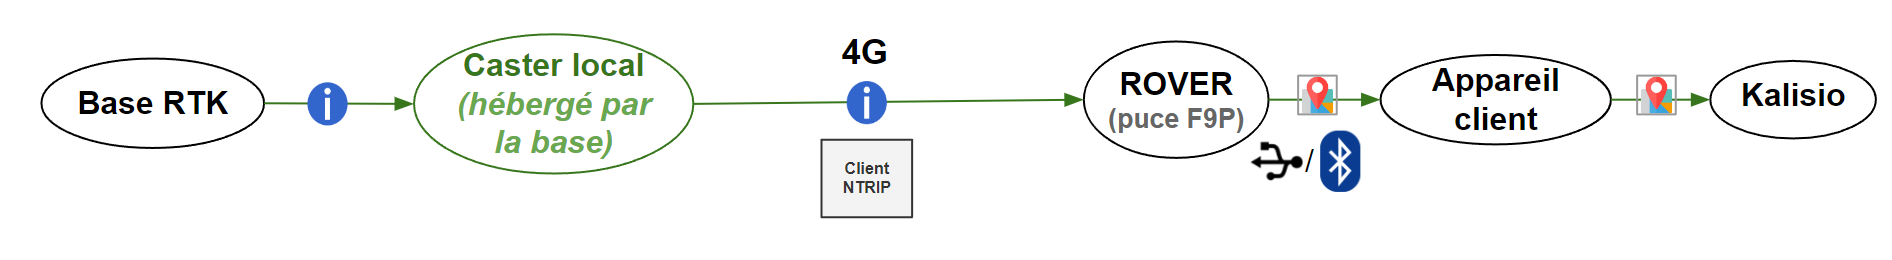 Base RTK
Caster local
(hébergé par
la base)
4G
Client
NTRIP
ROVER
(puce F9P)
/
Appareil
client
Kalisio